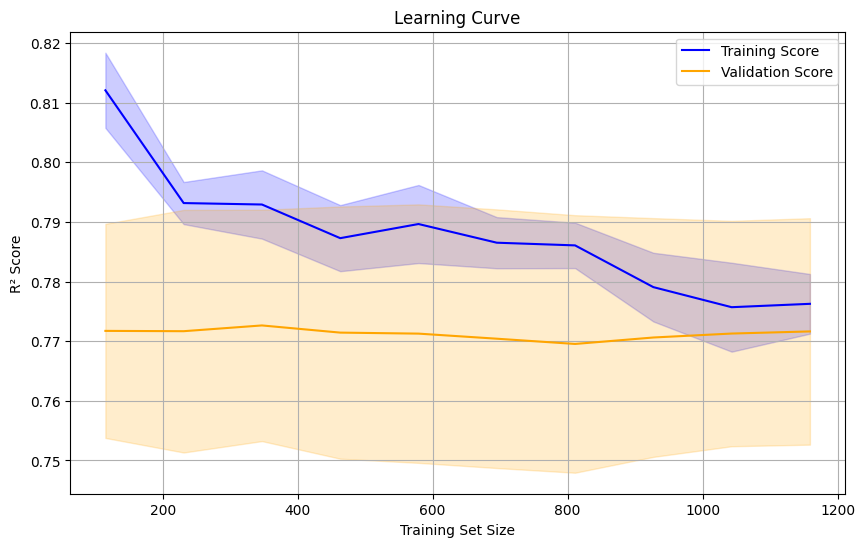 Learning Curve
Training Score
Validation Score
0.82
0.81
0.80
0.79
0.78
0.77
0.76
0.75
R² Score
200
400
600
800
1000
1200
Training Set Size